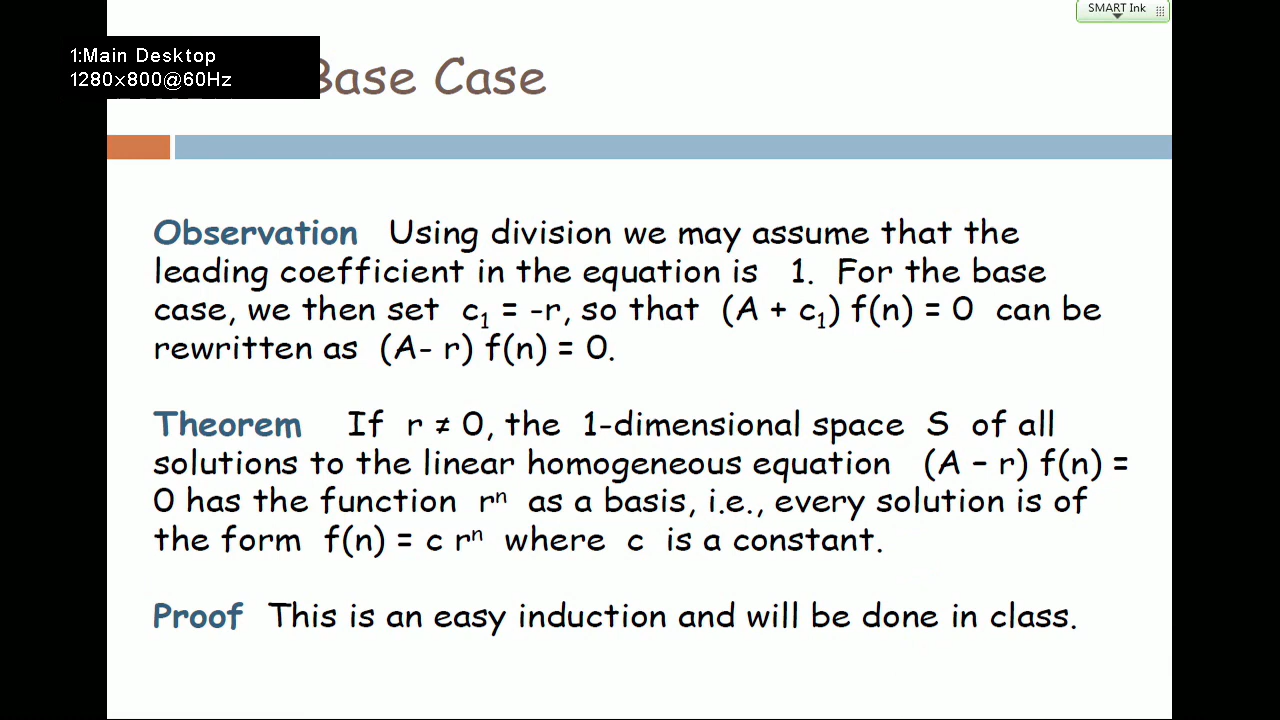 SMART Ink
1:Main Desktop
1280x800@60Hz
Base Case
Observation Using division we may assume that the
leading coefficient in the equation is 1. For the base
case, we then set c₁ = -r, so that (A + c₁) f(n) = 0 can be
rewritten as (A- r) f(n) = 0.
Theorem If r ≠ 0, the 1-dimensional space S of all
solutions to the linear homogeneous equation (A – r) f(n) =
0 has the function rⁿ as a basis, i.e., every solution is of
the form f(n) = c rⁿ where c is a constant.
Proof This is an easy induction and will be done in class.